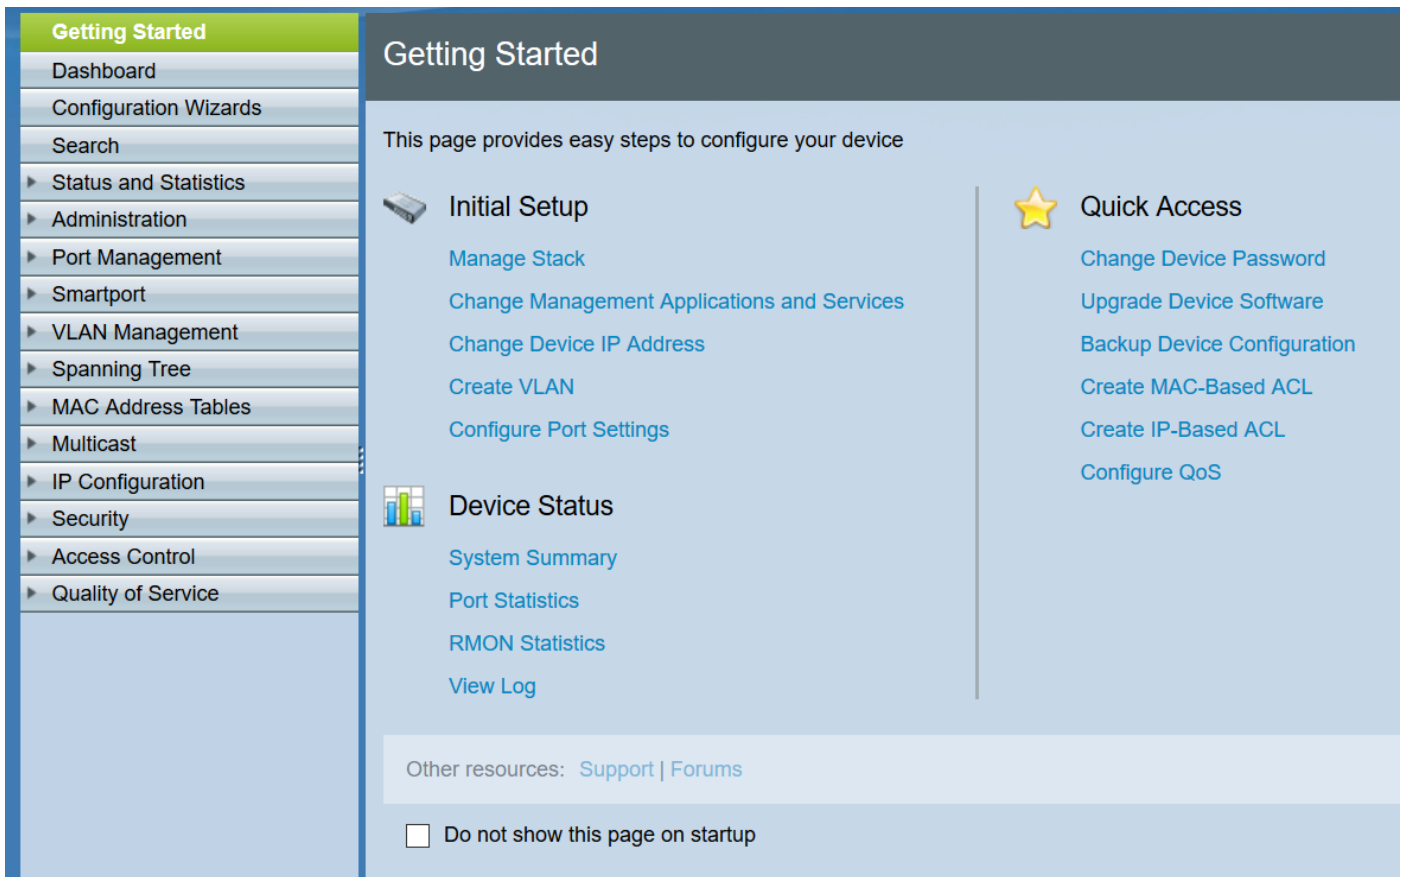 Getting Started
Dashboard
Configuration Wizards
Search
Status and Statistics
Administration
Port Management
Smartport
VLAN Management
Spanning Tree
MAC Address Tables
Multicast
IP Configuration
Security
Access Control
Quality of Service
Getting Started
This page provides easy steps to configure your device
Initial Setup
Manage Stack
Change Management Applications and Services
Change Device IP Address
Create VLAN
Configure Port Settings
Device Status
System Summary
Port Statistics
RMON Statistics
View Log
Quick Access
Change Device Password
Upgrade Device Software
Backup Device Configuration
Create MAC-Based ACL
Create IP-Based ACL
Configure QoS
Other resources: Support | Forums
Do not show this page on startup